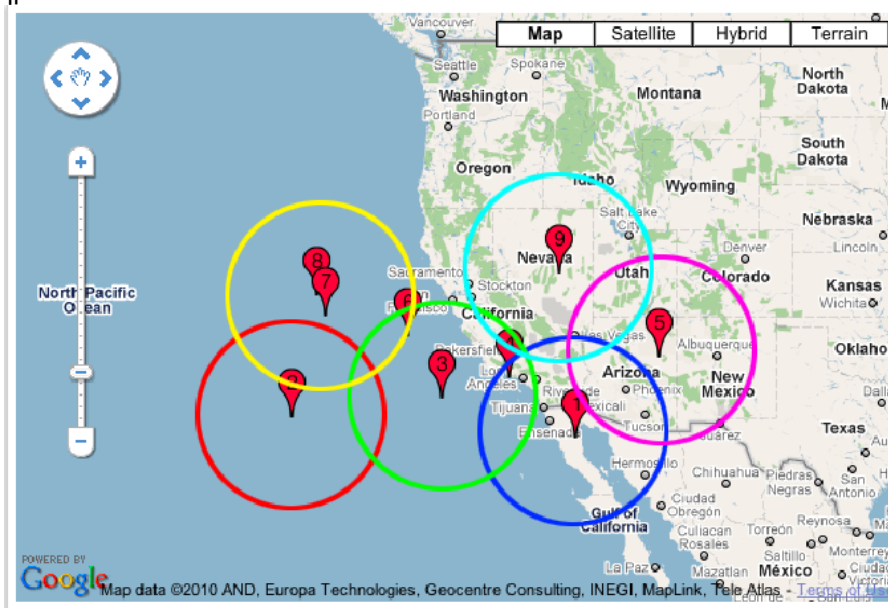 Vancouver
Map Satellite Hybrid Terrain
Seattle Spokane
Washington Montana North Dakota
Portland
South Dakota
Oregon
Idaho Wyoming
Salt Lake City
Nebraska
9
8 Nevada Lincoln
7 Sacramento Utah Denver Colorado
North Pacific Ocean
6 Stockton Kansas
California Wichita
5
Las Vegas
Bakersfield Albuquerque Oklaho
3 Los Angeles Arizona New Mexico
Riverside Phoenix
1 Tijuana Mexicali
Ensenada Tucson Juárez Texas
Hermosillo Chihuahua Piedras Negras San Antonio
Ciudad Obregón
Gulf of California
Culiacan Rosales Torreón Reynosa
Saltillo Monterrey
La Paz Mazatlan México
POWERED BY
Google Map data ©2010 AND, Europa Technologies, Geocentre Consulting, INEGI, MapLink, Tele Atlas - Terms of Us